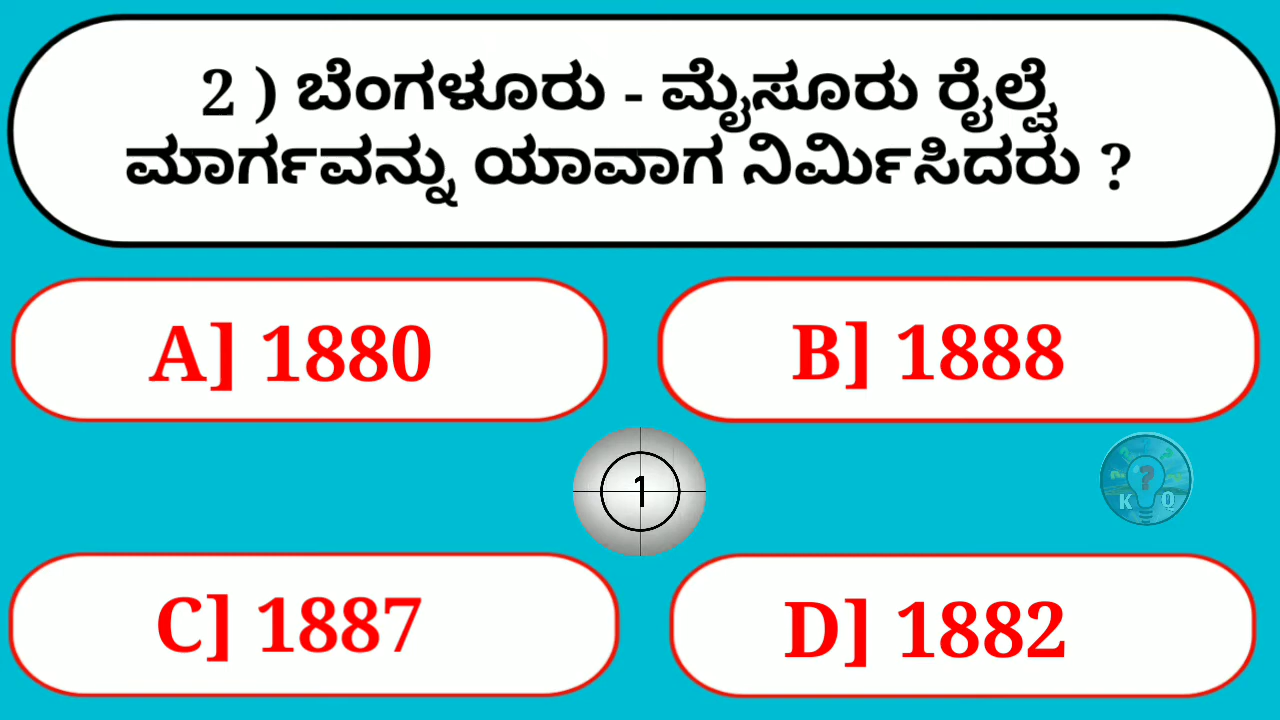 2 ) ಬೆಂಗಳೂರು - ಮೈಸೂರು ರೈಲ್ವೆ
ಮಾರ್ಗವನ್ನು ಯಾವಾಗ ನಿರ್ಮಿಸಿದರು ?
A] 1880
B] 1888
1
? K Q
C] 1887
D] 1882